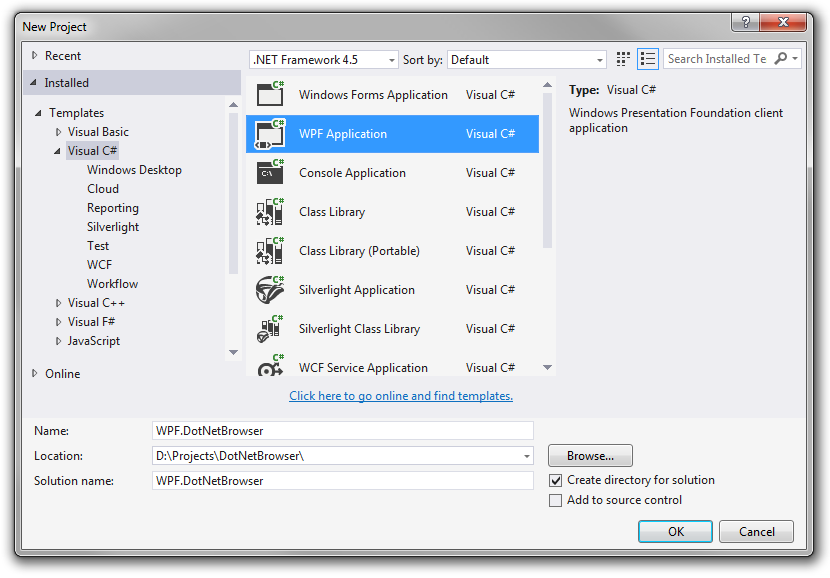 New Project
?
Recent
Installed
Templates
Visual Basic
Visual C#
Windows Desktop
Cloud
Reporting
Silverlight
Test
WCF
Workflow
Visual C++
Visual F#
JavaScript
Online
.NET Framework 4.5 Sort by: Default
Search Installed Te
C# Windows Forms Application Visual C#
C# WPF Application Visual C#
C# C:\ Console Application Visual C#
C# Class Library Visual C#
C# Class Library (Portable) Visual C#
C# Silverlight Application Visual C#
C# Silverlight Class Library Visual C#
C# WCF Service Application Visual C#
Click here to go online and find templates.
Type: Visual C#
Windows Presentation Foundation client
application
Name: WPF.DotNetBrowser
Location: D:\Projects\DotNetBrowser\ Browse...
Solution name: WPF.DotNetBrowser
Create directory for solution
Add to source control
OK Cancel